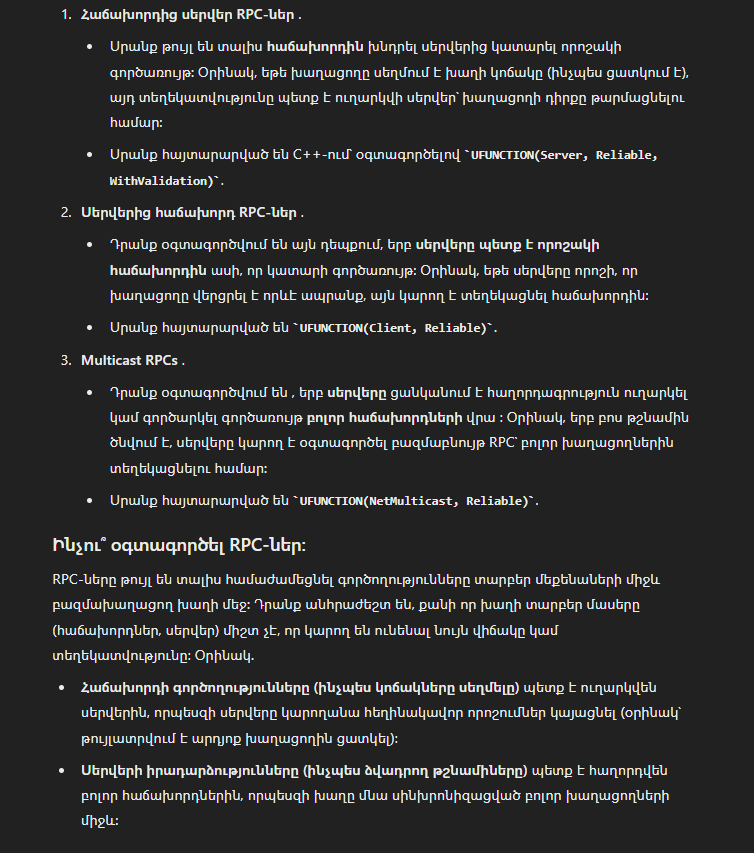 1. Հաճախորդից սերվեր RPC-ներ .
• Սրանք թույլ են տալիս հաճախորդին խնդրել սերվերից կատարել որոշակի
գործառույթ: Օրինակ, եթե խաղացողը սեղմում է խաղի կոճակը (ինչպես ցատկում է),
այդ տեղեկատվությունը պետք է ուղարկվի սերվեր՝ խաղացողի դիրքը թարմացնելու
համար:
• Սրանք հայտարարված են C++-ում՝ օգտագործելով `UFUNCTION(Server, Reliable,
WithValidation)`.
2. Սերվերից հաճախորդ RPC-ներ .
• Դրանք օգտագործվում են այն դեպքում, երբ սերվերը պետք է որոշակի
հաճախորդին ասի, որ կատարի գործառույթ: Օրինակ, եթե սերվերը որոշի, որ
խաղացողը վերցրել է որևէ ապրանք, այն կարող է տեղեկացնել հաճախորդին:
• Սրանք հայտարարված են `UFUNCTION(Client, Reliable)`.
3. Multicast RPCs .
• Դրանք օգտագործվում են , երբ սերվերը ցանկանում է հաղորդագրություն ուղարկել
կամ գործարկել գործառույթ բոլոր հաճախորդների վրա : Օրինակ, երբ բոս թշնամին
ծնվում է, սերվերը կարող է օգտագործել բազմաբնույթ RPC՝ բոլոր խաղացողներին
տեղեկացնելու համար:
• Սրանք հայտարարված են `UFUNCTION(NetMulticast, Reliable)`.
Ինչու՞ օգտագործել RPC-ներ:
RPC-ները թույլ են տալիս համաժամեցնել գործողությունները տարբեր մեքենաների միջև
բազմախաղացող խաղի մեջ: Դրանք անհրաժեշտ են, քանի որ խաղի տարբեր մասերը
(հաճախորդներ, սերվեր) միշտ չէ, որ կարող են ունենալ նույն վիճակը կամ
տեղեկատվությունը: Օրինակ.
• Հաճախորդի գործողությունները (ինչպես կոճակները սեղմելը) պետք է ուղարկվեն
սերվերին, որպեսզի սերվերը կարողանա հեղինակավոր որոշումներ կայացնել (օրինակ՝
թույլատրվում է արդյոք խաղացողին ցատկել):
• Սերվերի իրադարձությունները (ինչպես ձվադրող թշնամիները) պետք է հաղորդվեն
բոլոր հաճախորդներին, որպեսզի խաղը մնա սինխրոնիզացված բոլոր խաղացողների
միջև: